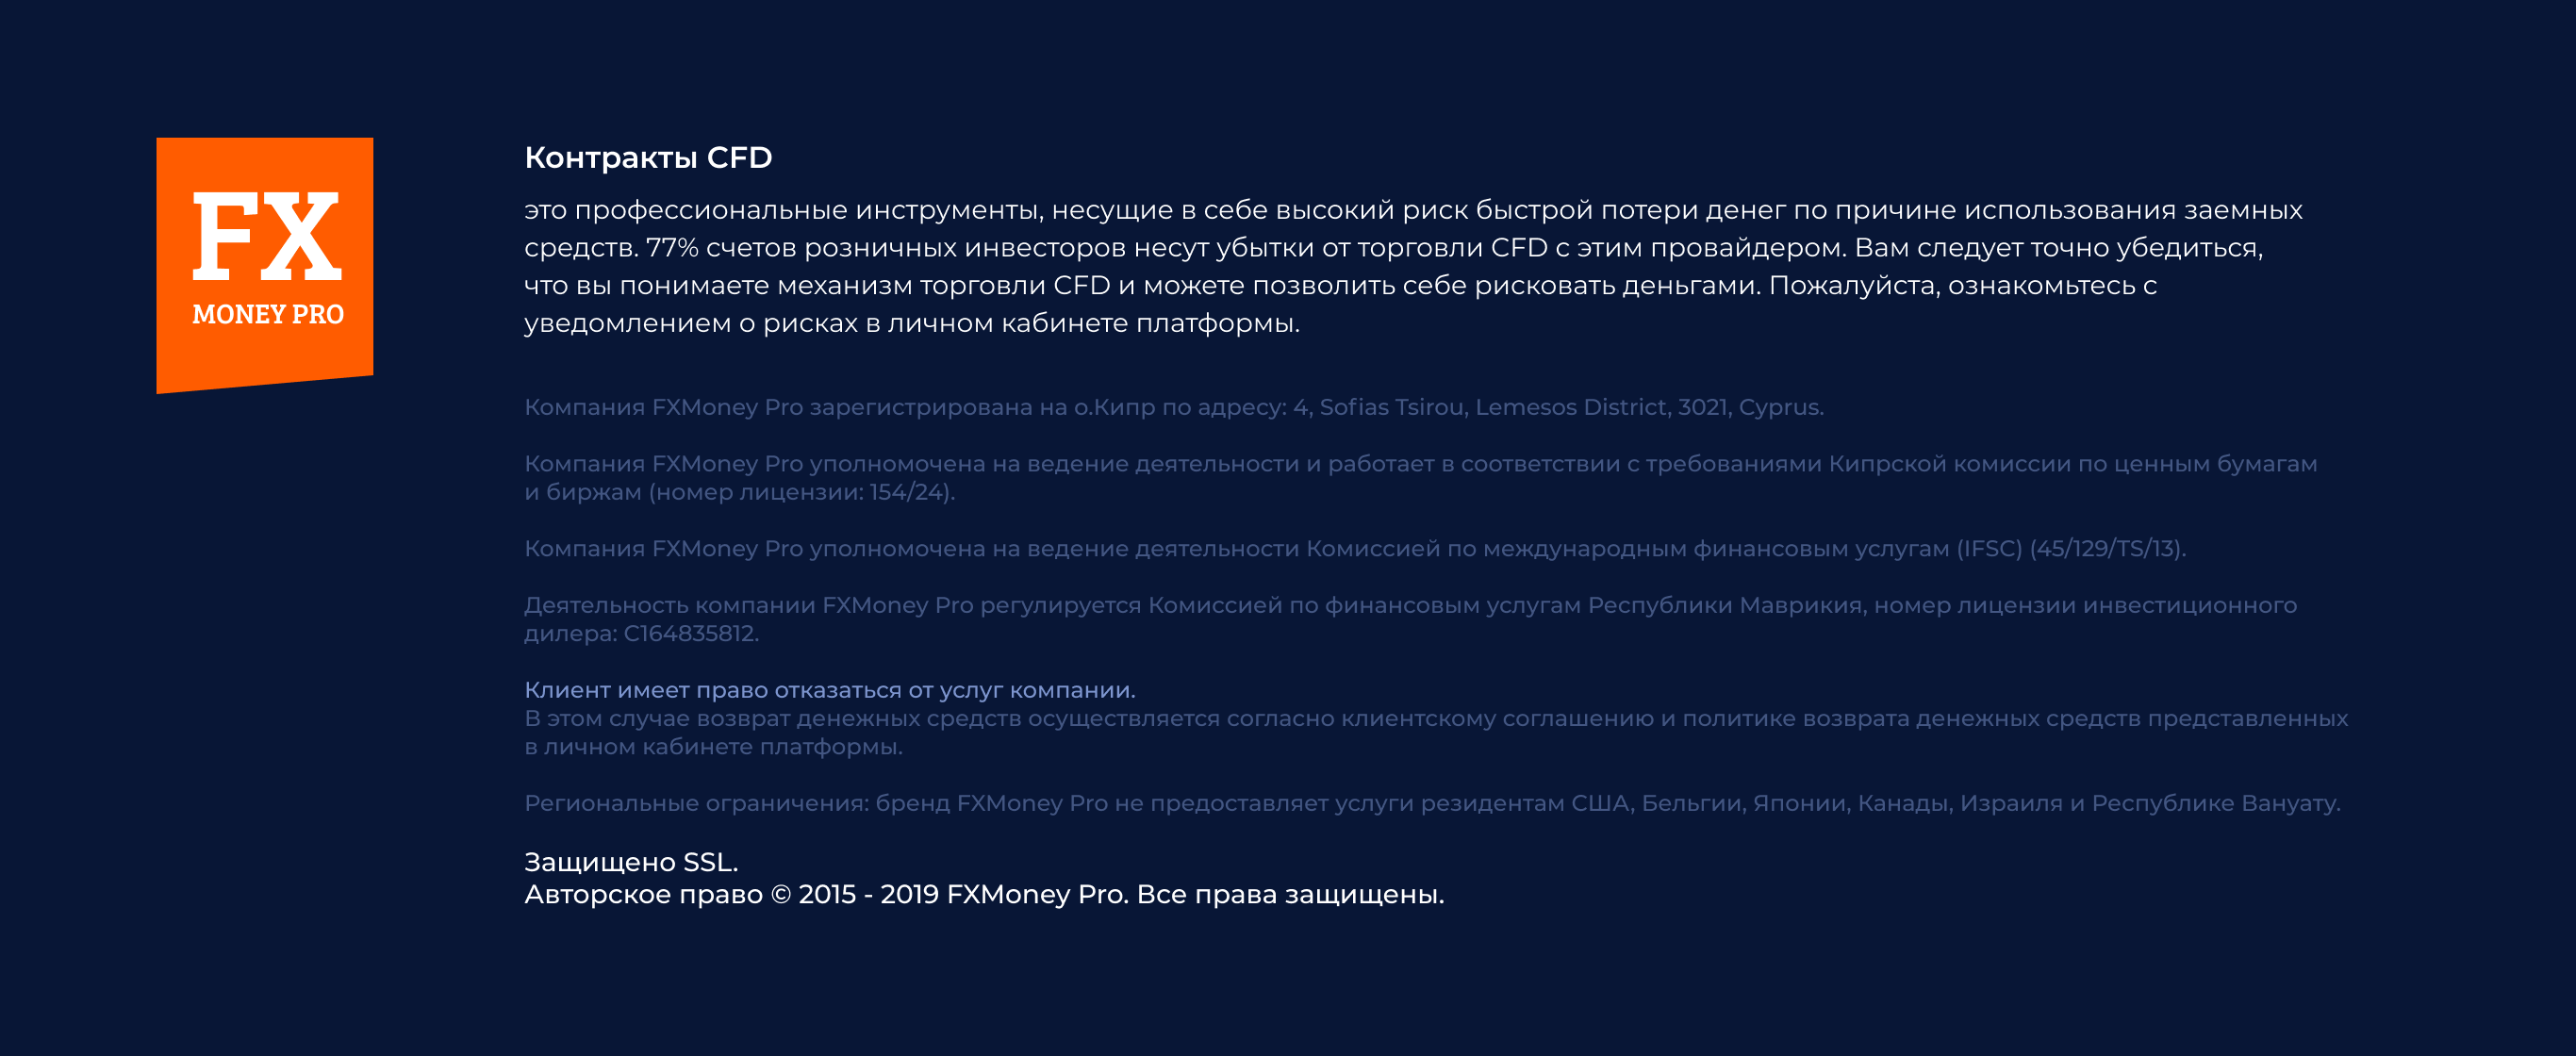 FX
MONEY PRO
Контракты CFD
это профессиональные инструменты, несущие в себе высокий риск быстрой потери денег по причине использования заемных
средств. 77% счетов розничных инвесторов несут убытки от торговли CFD с этим провайдером. Вам следует точно убедиться,
что вы понимаете механизм торговли CFD и можете позволить себе рисковать деньгами. Пожалуйста, ознакомьтесь с
уведомлением о рисках в личном кабинете платформы.
Компания FXMoney Pro зарегистрирована на о.Кипр по адресу: 4, Sofias Tsirou, Lemesos District, 3021, Cyprus.
Компания FXMoney Pro уполномочена на ведение деятельности и работает в соответствии с требованиями Кипрской комиссии по ценным бумагам
и биржам (номер лицензии: 154/24).
Компания FXMoney Pro уполномочена на ведение деятельности Комиссией по международным финансовым услугам (IFSC) (45/129/TS/13).
Деятельность компании FXMoney Pro регулируется Комиссией по финансовым услугам Республики Маврикия, номер лицензии инвестиционного
дилера: C164835812.
Клиент имеет право отказаться от услуг компании.
В этом случае возврат денежных средств осуществляется согласно клиентскому соглашению и политике возврата денежных средств представленных
в личном кабинете платформы.
Региональные ограничения: бренд FXMoney Pro не предоставляет услуги резидентам США, Бельгии, Японии, Канады, Израиля и Республике Вануату.
Защищено SSL.
Авторское право © 2015 - 2019 FXMoney Pro. Все права защищены.